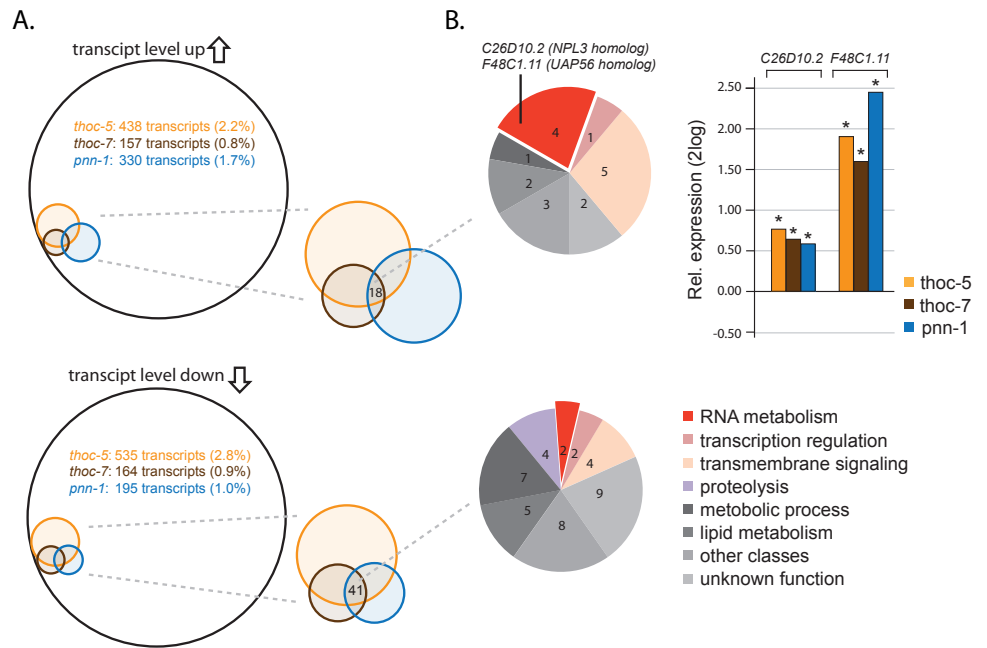 A.
transcipt level up
thoc-5: 438 transcripts (2.2%)
thoc-7: 157 transcripts (0.8%)
pnn-1: 330 transcripts (1.7%)
18
B.
C26D10.2 (NPL3 homolog)
F48C1.11 (UAP56 homolog)
4
1
5
2
3
2
1
C26D10.2 F48C1.11
Rel. expression (2log)
2.50
2.00
1.50
1.00
0.50
0.00
-0.50
*
*
*
*
*
*
thoc-5
thoc-7
pnn-1
transcipt level down
thoc-5: 535 transcripts (2.8%)
thoc-7: 164 transcripts (0.9%)
pnn-1: 195 transcripts (1.0%)
41
2
2
4
9
8
5
7
4
RNA metabolism
transcription regulation
transmembrane signaling
proteolysis
metobolic process
lipid metabolism
other classes
unknown function